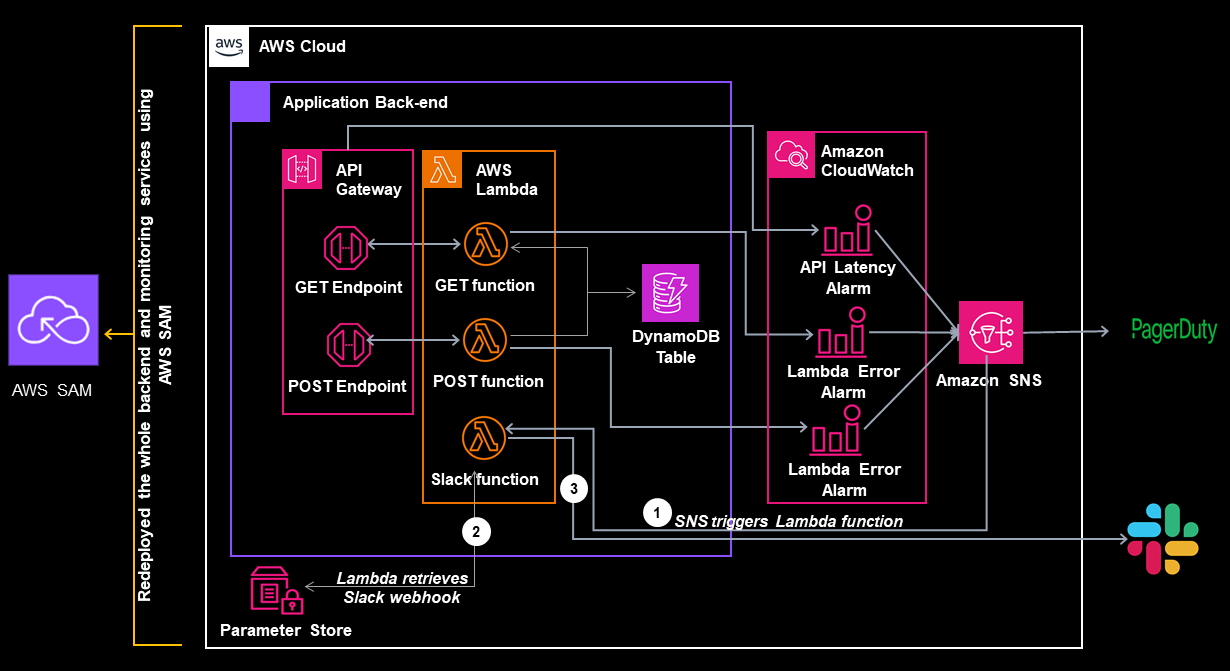 aws
AWS Cloud
Application Back-end
API
Gateway
AWS
Lambda
Amazon
CloudWatch
GET Endpoint
GET function
POST Endpoint
POST function
Slack function
DynamoDB
Table
API Latency
Alarm
Lambda Error
Alarm
Lambda Error
Alarm
Amazon SNS
PagerDuty
1
SNS triggers Lambda function
2
3
Lambda retrieves
Slack webhook
Parameter Store
AWS SAM
Redeployed the whole backend and monitoring services using
AWS SAM